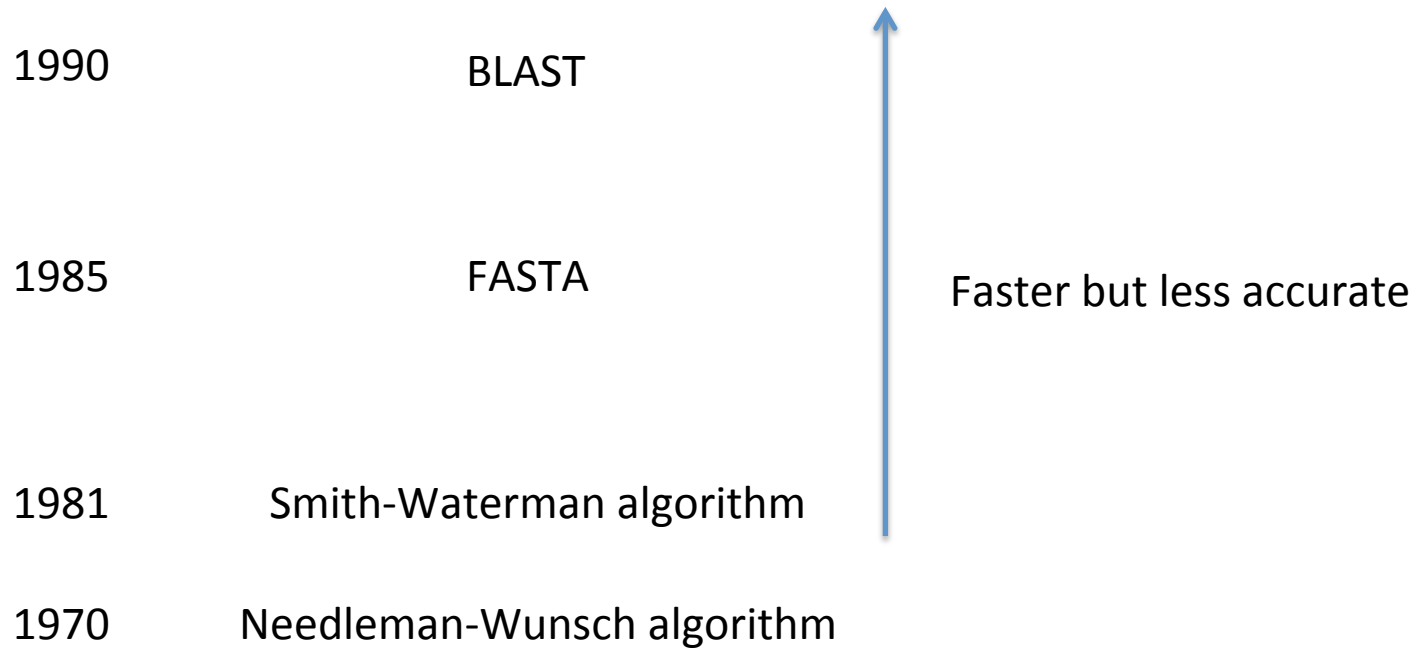 1990 BLAST
1985 FASTA
Faster but less accurate
1981 Smith-Waterman algorithm
1970 Needleman-Wunsch algorithm